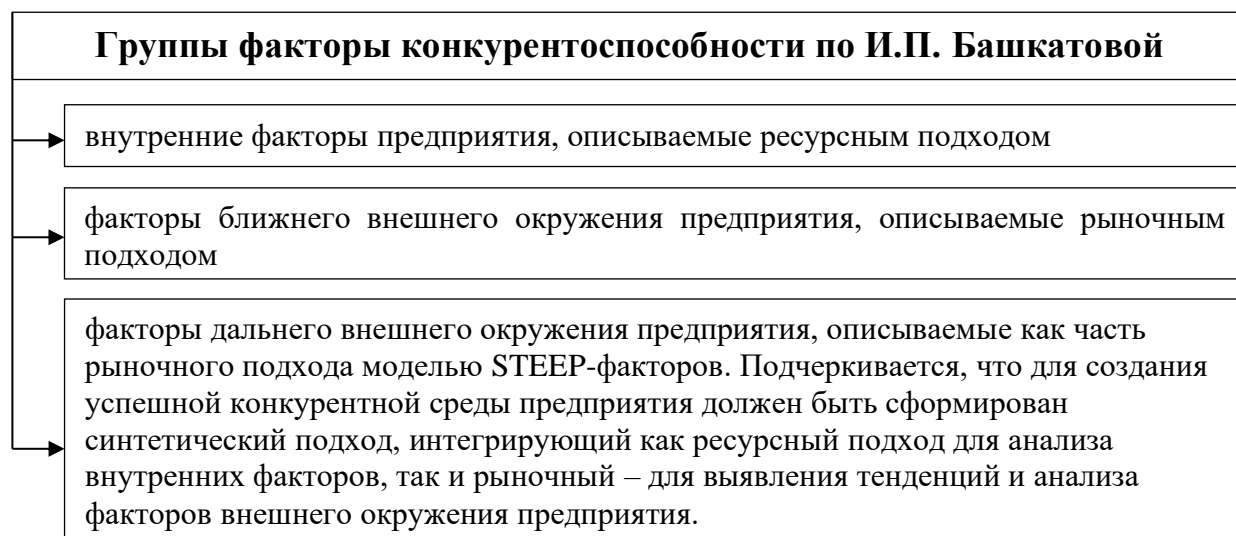 Группы факторы конкурентоспособности по И.П. Башкатовой
внутренние факторы предприятия, описываемые ресурсным подходом
факторы ближнего внешнего окружения предприятия, описываемые рыночным
подходом
факторы дальнего внешнего окружения предприятия, описываемые как часть
рыночного подхода моделью STEEP-факторов. Подчеркивается, что для создания
успешной конкурентной среды предприятия должен быть сформирован
синтетический подход, интегрирующий как ресурсный подход для анализа
внутренних факторов, так и рыночный – для выявления тенденций и анализа
факторов внешнего окружения предприятия.